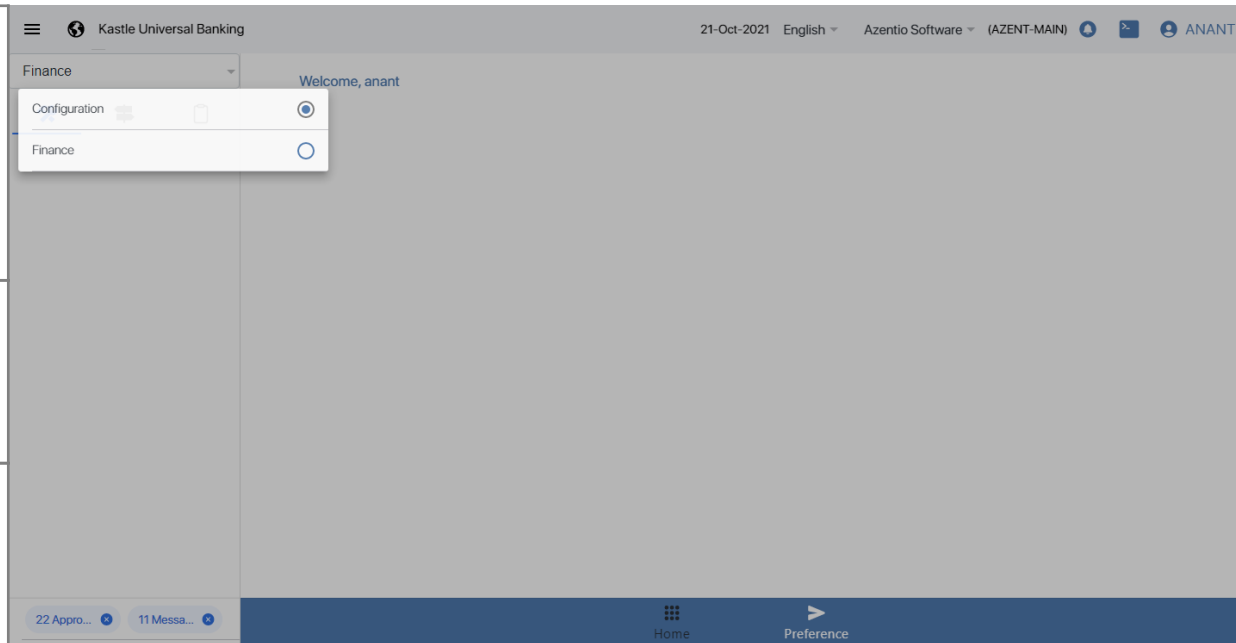 Kastle Universal Banking 21-Oct-2021 English Azentio Software (AZENT-MAIN) ANANT
Finance
Welcome, anant
Configuration
Finance
22 Appro... 11 Messa...
Home Preference